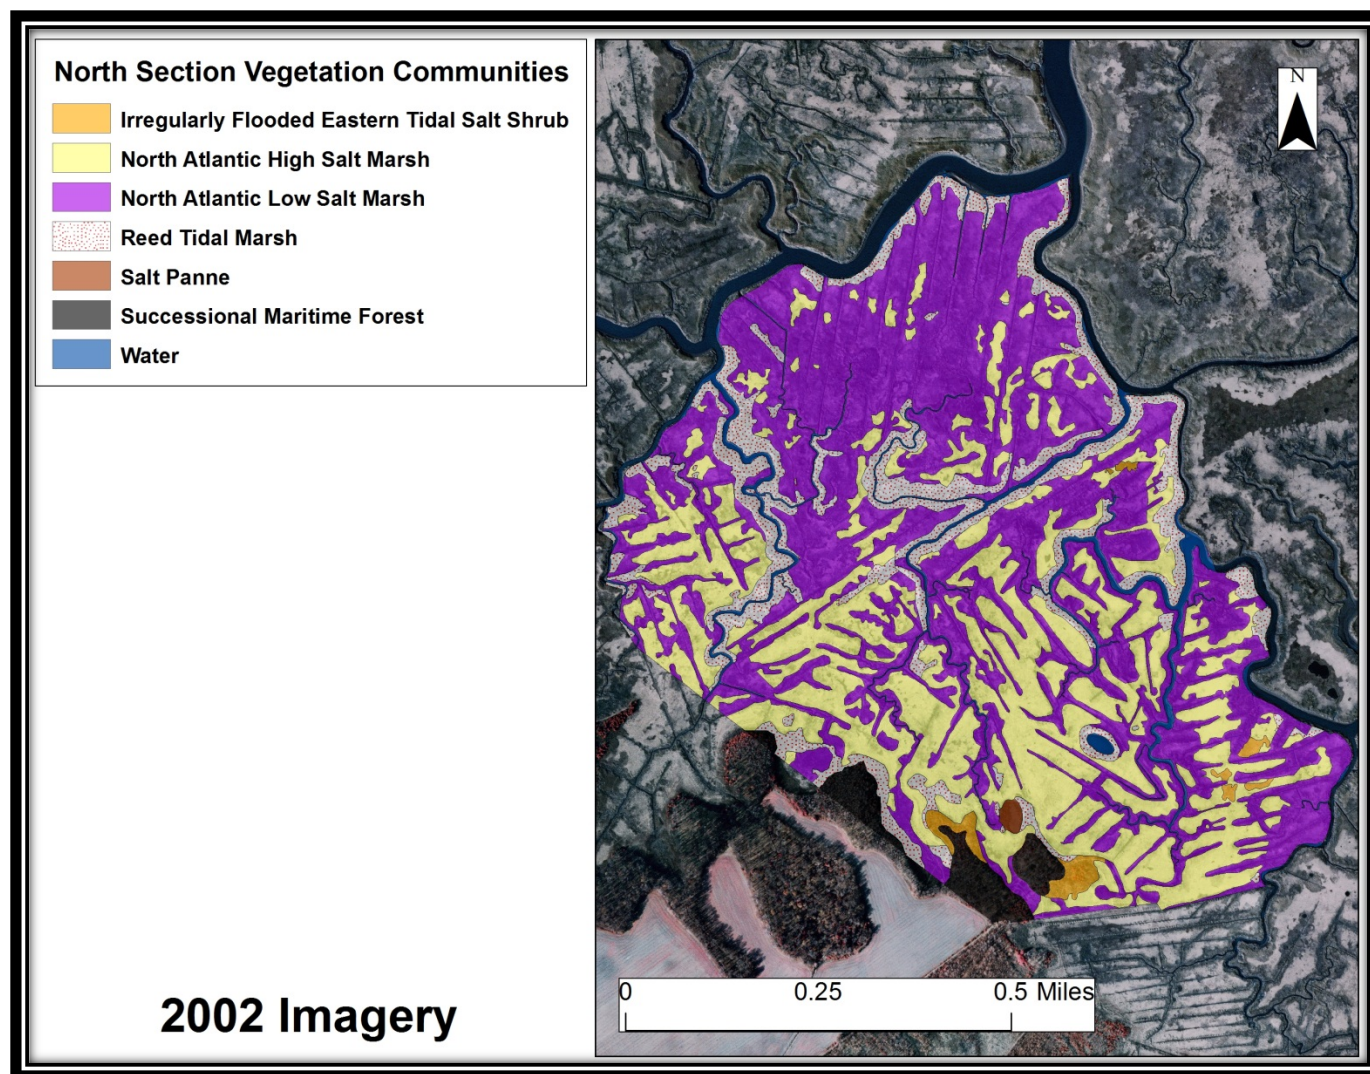 North Section Vegetation Communities
Irregularly Flooded Eastern Tidal Salt Shrub
North Atlantic High Salt Marsh
North Atlantic Low Salt Marsh
Reed Tidal Marsh
Salt Panne
Successional Maritime Forest
Water
2002 Imagery
N
0 0.25 0.5 Miles